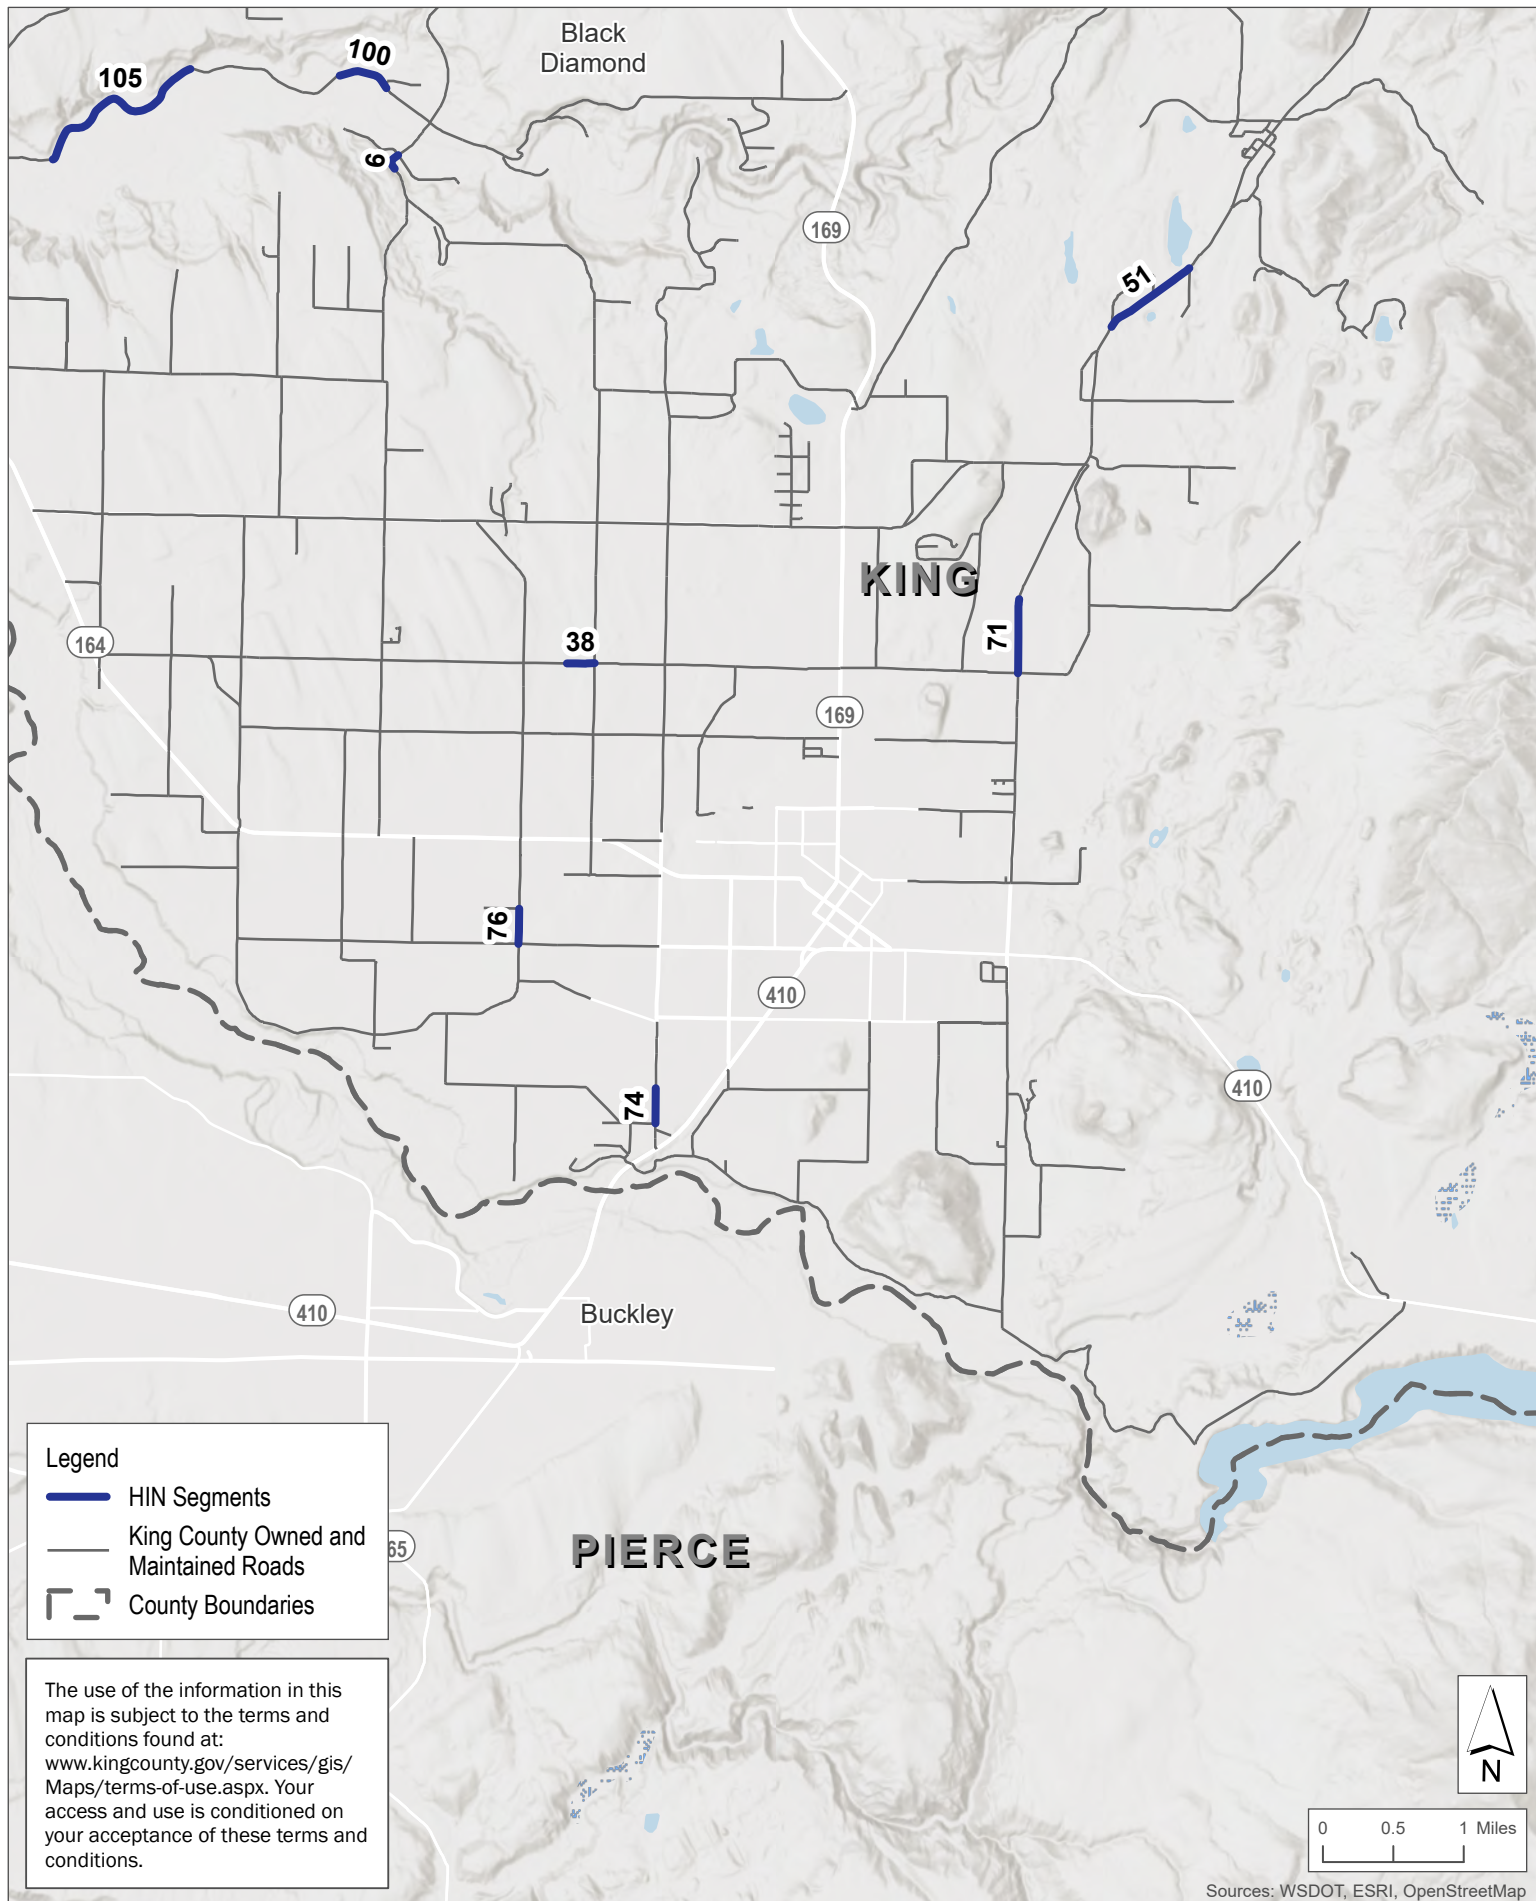 Black
Diamond
100
105
6
169
51
KING
38
71
164
169
76
410
74
410
410
Buckley
Legend
HIN Segments
King County Owned and
Maintained Roads
County Boundaries
65
PIERCE
The use of the information in this
map is subject to the terms and
conditions found at:
www.kingcounty.gov/services/gis/
Maps/terms-of-use.aspx. Your
access and use is conditioned on
your acceptance of these terms and
conditions.
N
0 0.5 1 Miles
Sources: WSDOT, ESRI, OpenStreetMap